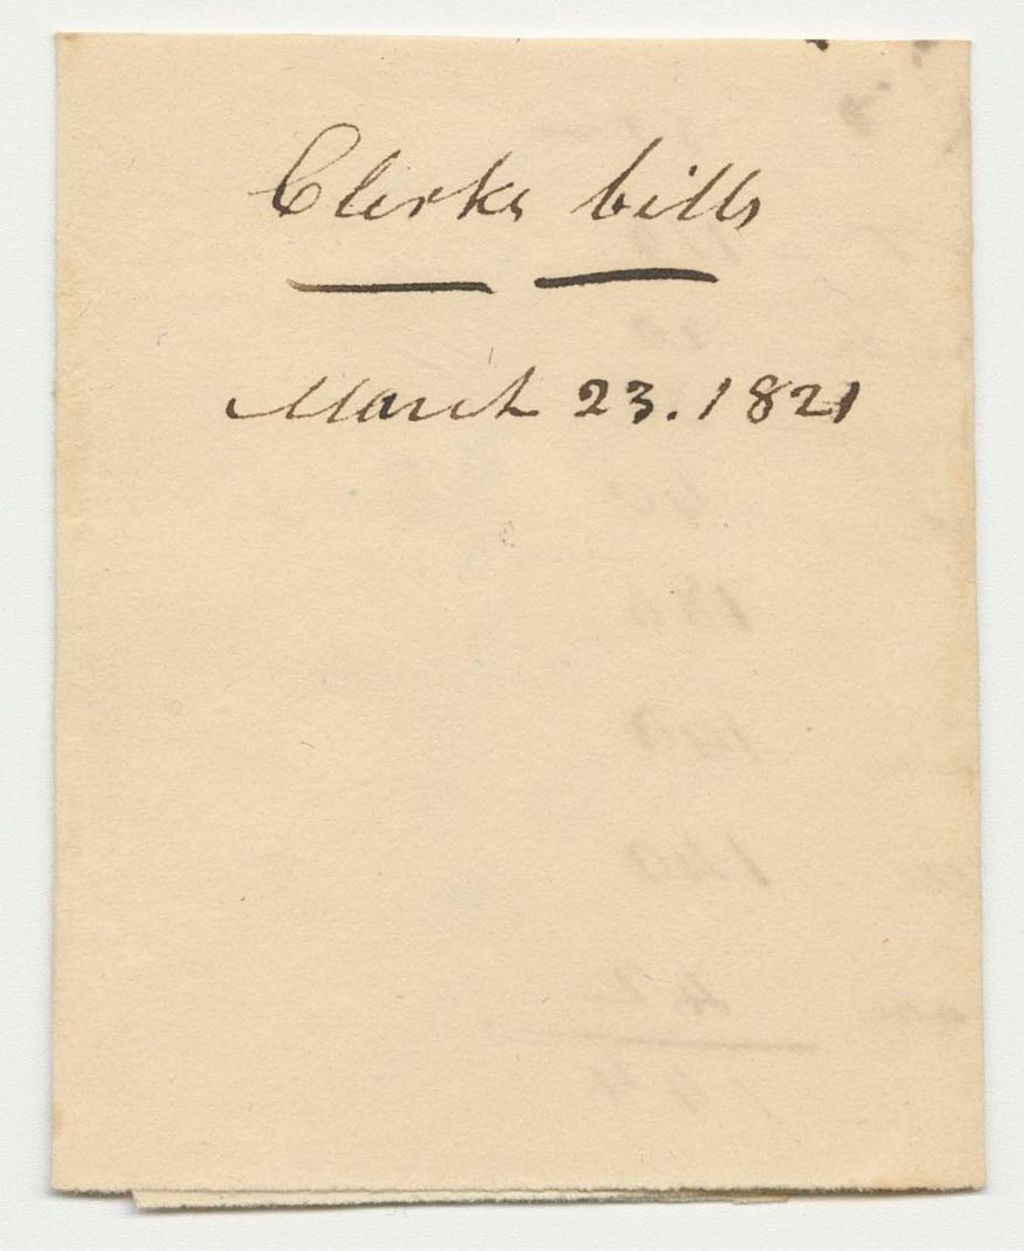 Clerks bills
March 23. 1821